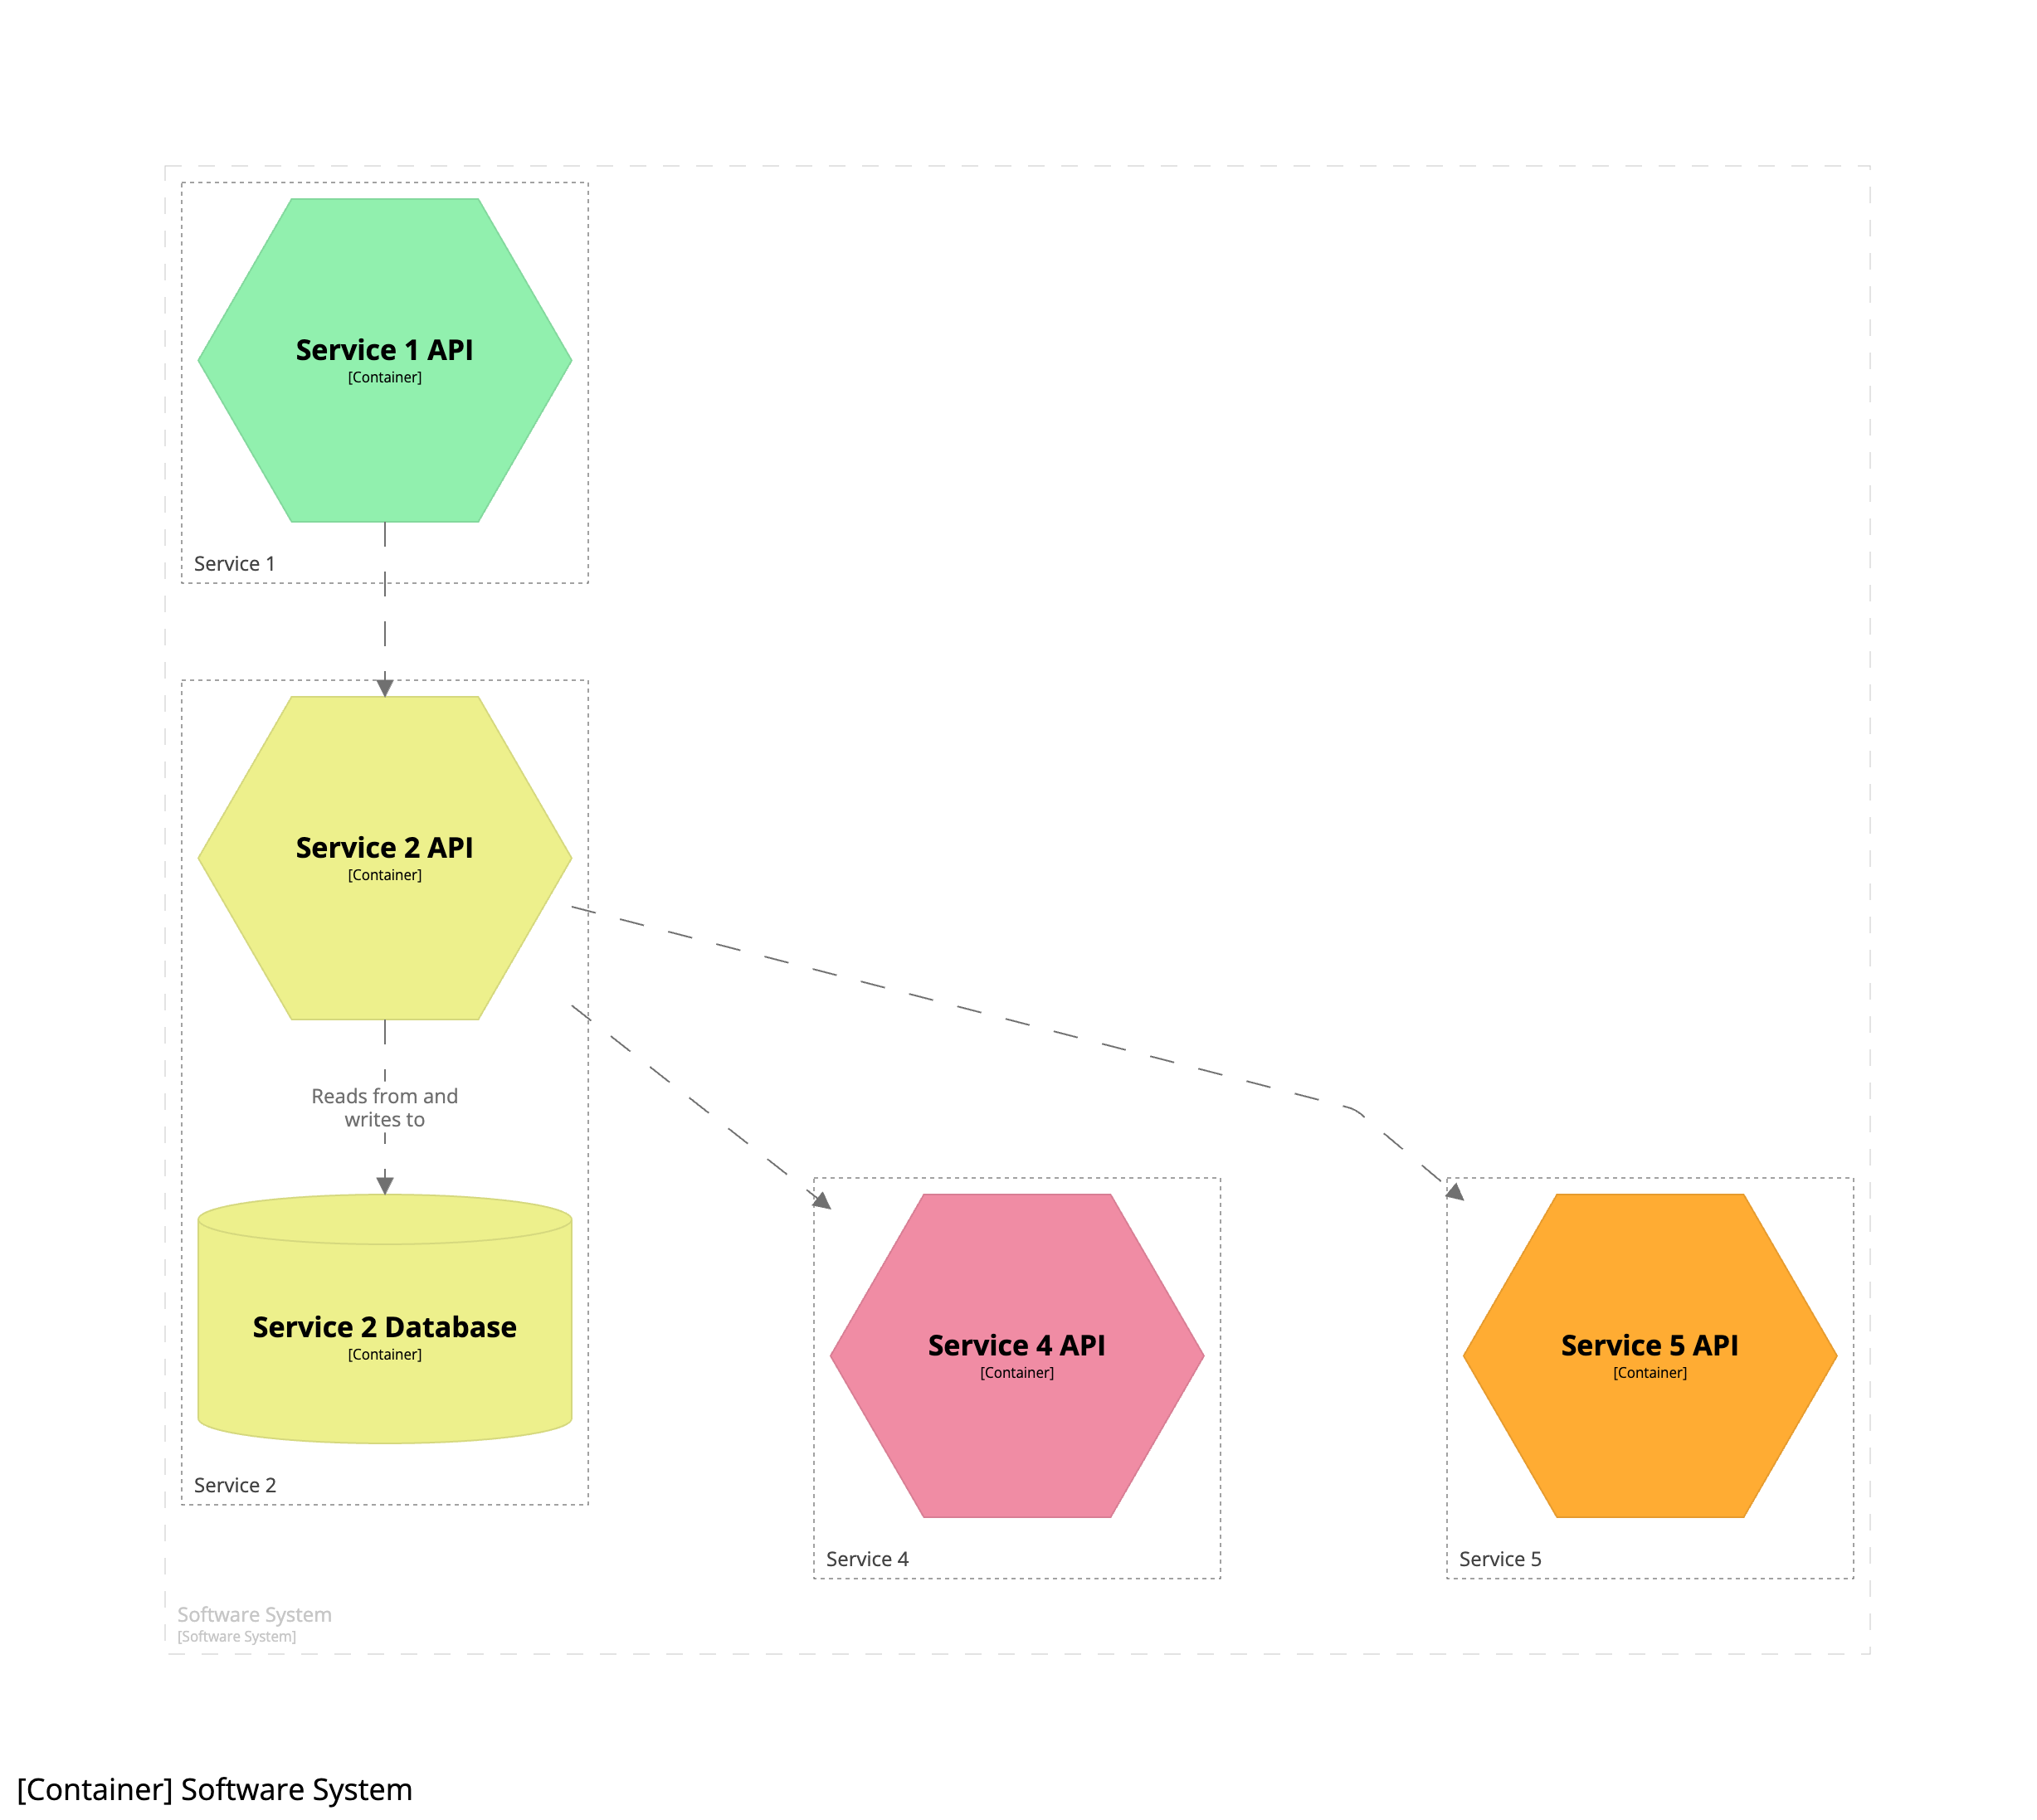 Service 1 API
[Container]
Service 1
Service 2 API
[Container]
Reads from and
writes to
Service 2 Database
[Container]
Service 2
Service 4 API
[Container]
Service 4
Service 5 API
[Container]
Service 5
Software System
[Software System]
[Container] Software System